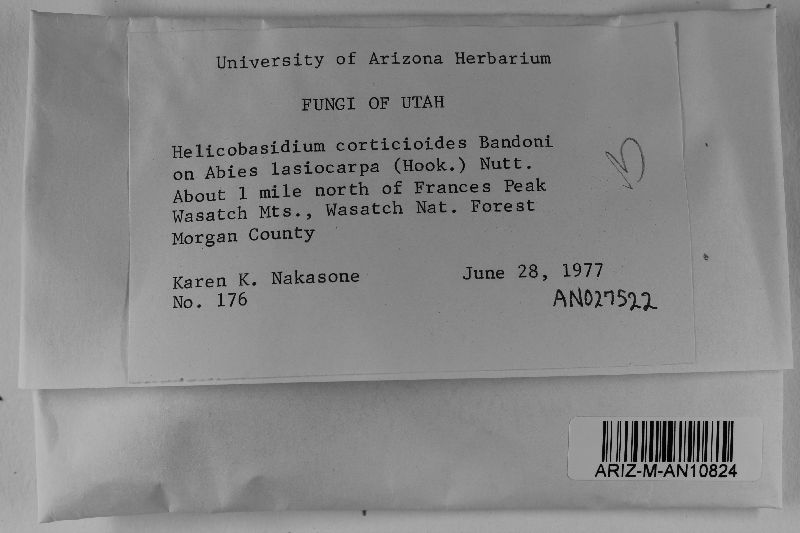 University of Arizona Herbarium
FUNGI OF UTAH
Helicobasidium corticioides Bandoni
on Abies lasiocarpa (Hook.) Nutt.
About 1 mile north of Frances Peak
Wasatch Mts., Wasatch Nat. Forest
Morgan County
Karen K. Nakasone June 28, 1977
No. 176 AN027522
ARIZ-M-AN10824